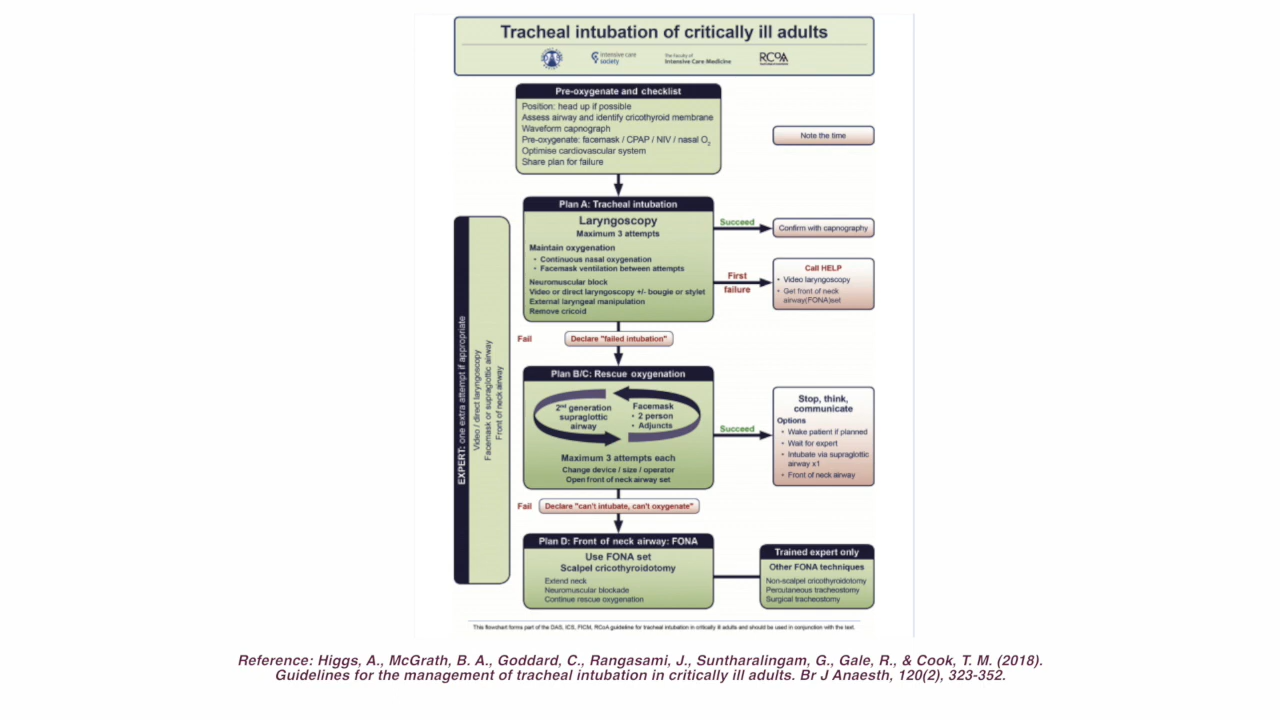 Tracheal intubation of critically ill adults
intensive care
society
The Faculty of
Intensive Care Medicine
RCoA
Pre-oxygenate and checklist
Position: head up if possible
Assess airway and identify cricothyroid membrane
Waveform capnograph
Pre-oxygenate: facemask / CPAP / NIV / nasal O2
Optimise cardiovascular system
Share plan for failure
Note the time
Plan A: Tracheal intubation
Laryngoscopy
Maximum 3 attempts
Maintain oxygenation
• Continuous nasal oxygenation
• Facemask ventilation between attempts
Neuromuscular block
Video or direct laryngoscopy +/- bougie or stylet
External laryngeal manipulation
Remove cricoid
Succeed
Confirm with capnography
First
failure
Call HELP
• Video laryngoscopy
• Get front of neck
airway(FONA)set
Fail
Declare "failed intubation"
EXPERT: one extra attempt if appropriate
Video / direct laryngoscopy
Facemask or supraglottic airway
Front of neck airway
Plan B/C: Rescue oxygenation
2nd generation
supraglottic
airway
Facemask
• 2 person
• Adjuncts
Maximum 3 attempts each
Change device / size / operator
Open front of neck airway set
Succeed
Stop, think,
communicate
Options
• Wake patient if planned
• Wait for expert
• Intubate via supraglottic
airway x1
• Front of neck airway
Fail
Declare "can't intubate, can't oxygenate"
Plan D: Front of neck airway: FONA
Use FONA set
Scalpel cricothyroidotomy
Extend neck
Neuromuscular blockade
Continue rescue oxygenation
Trained expert only
Other FONA techniques
Non-scalpel cricothyroidotomy
Percutaneous tracheostomy
Surgical tracheostomy
This flowchart forms part of the DAS, ICS, FICM, RCoA guideline for tracheal intubation in critically ill adults and should be used in conjunction with the text.
Reference: Higgs, A., McGrath, B. A., Goddard, C., Rangasami, J., Suntharalingam, G., Gale, R., & Cook, T. M. (2018).
Guidelines for the management of tracheal intubation in critically ill adults. Br J Anaesth, 120(2), 323-352.